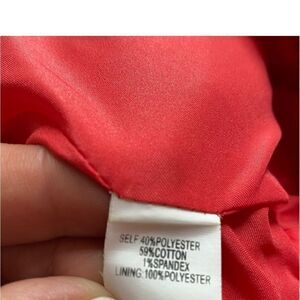 SELF:40%POLYESTER
59%COTTON
1%SPANDEX
LINING:100%POLYESTER